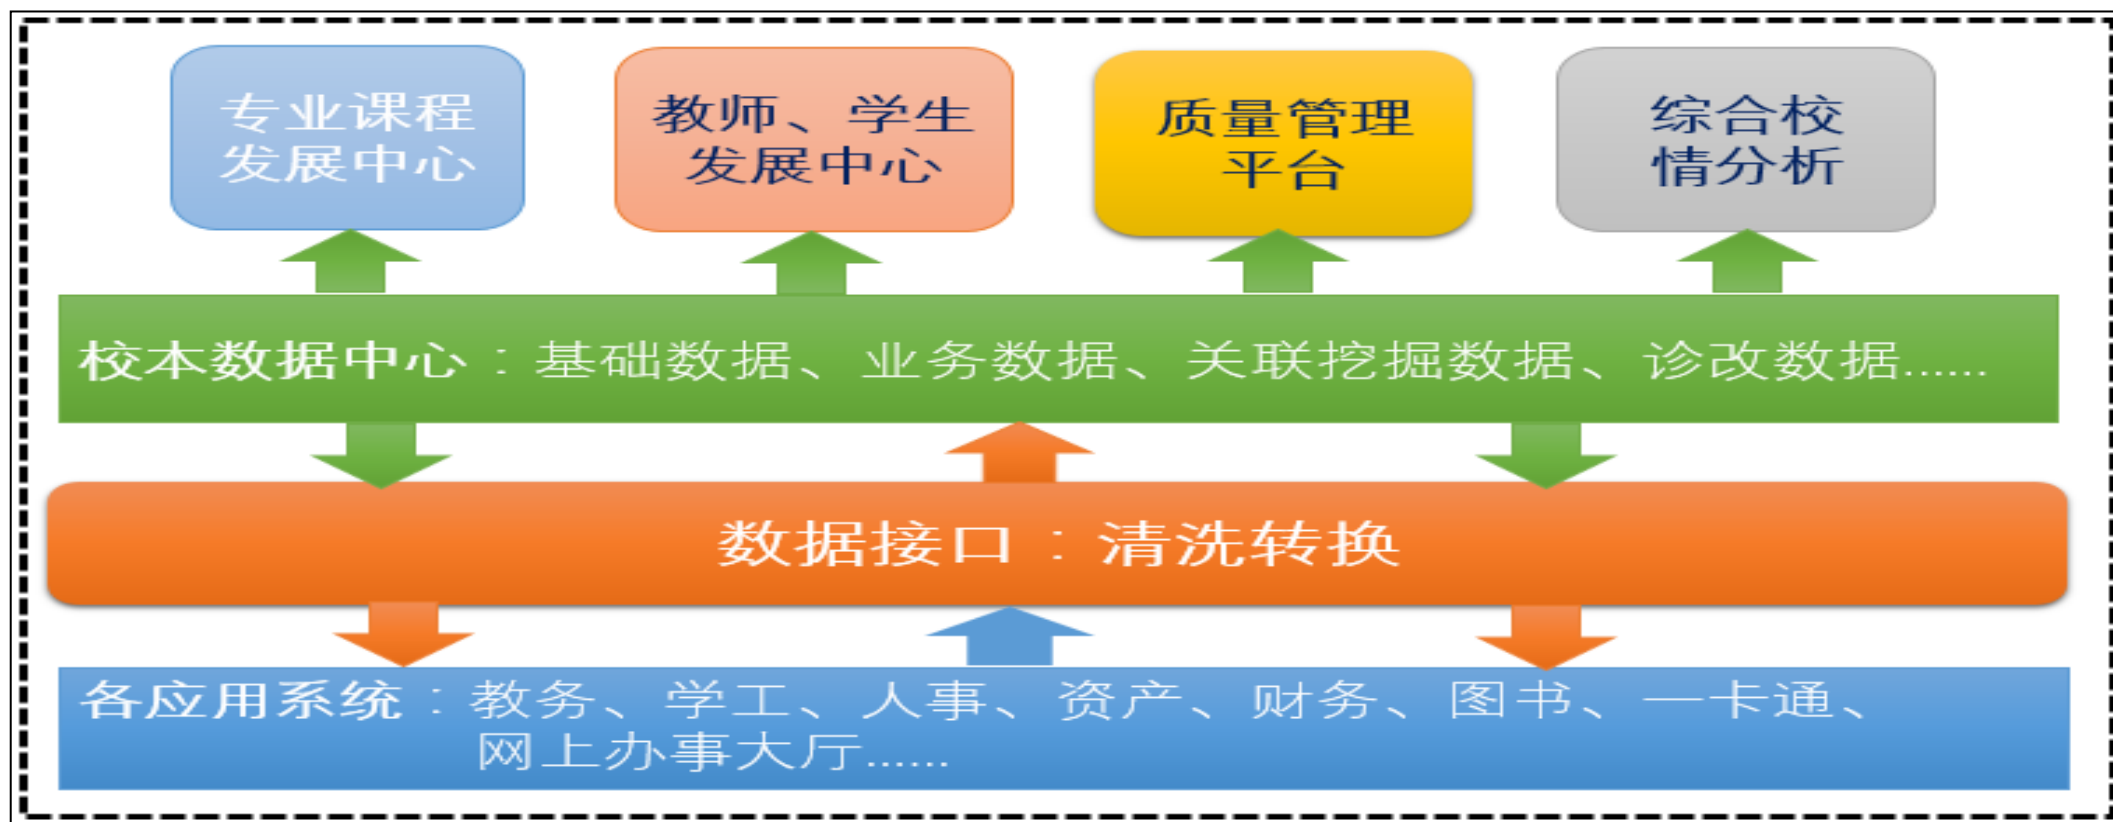 专业课程
发展中心
教师、学生
发展中心
质量管理
平台
综合校
情分析
校本数据中心：基础数据、业务数据、关联挖掘数据、诊改数据......
数据接口：清洗转换
各应用系统：教务、学工、人事、资产、财务、图书、一卡通、
网上办事大厅......